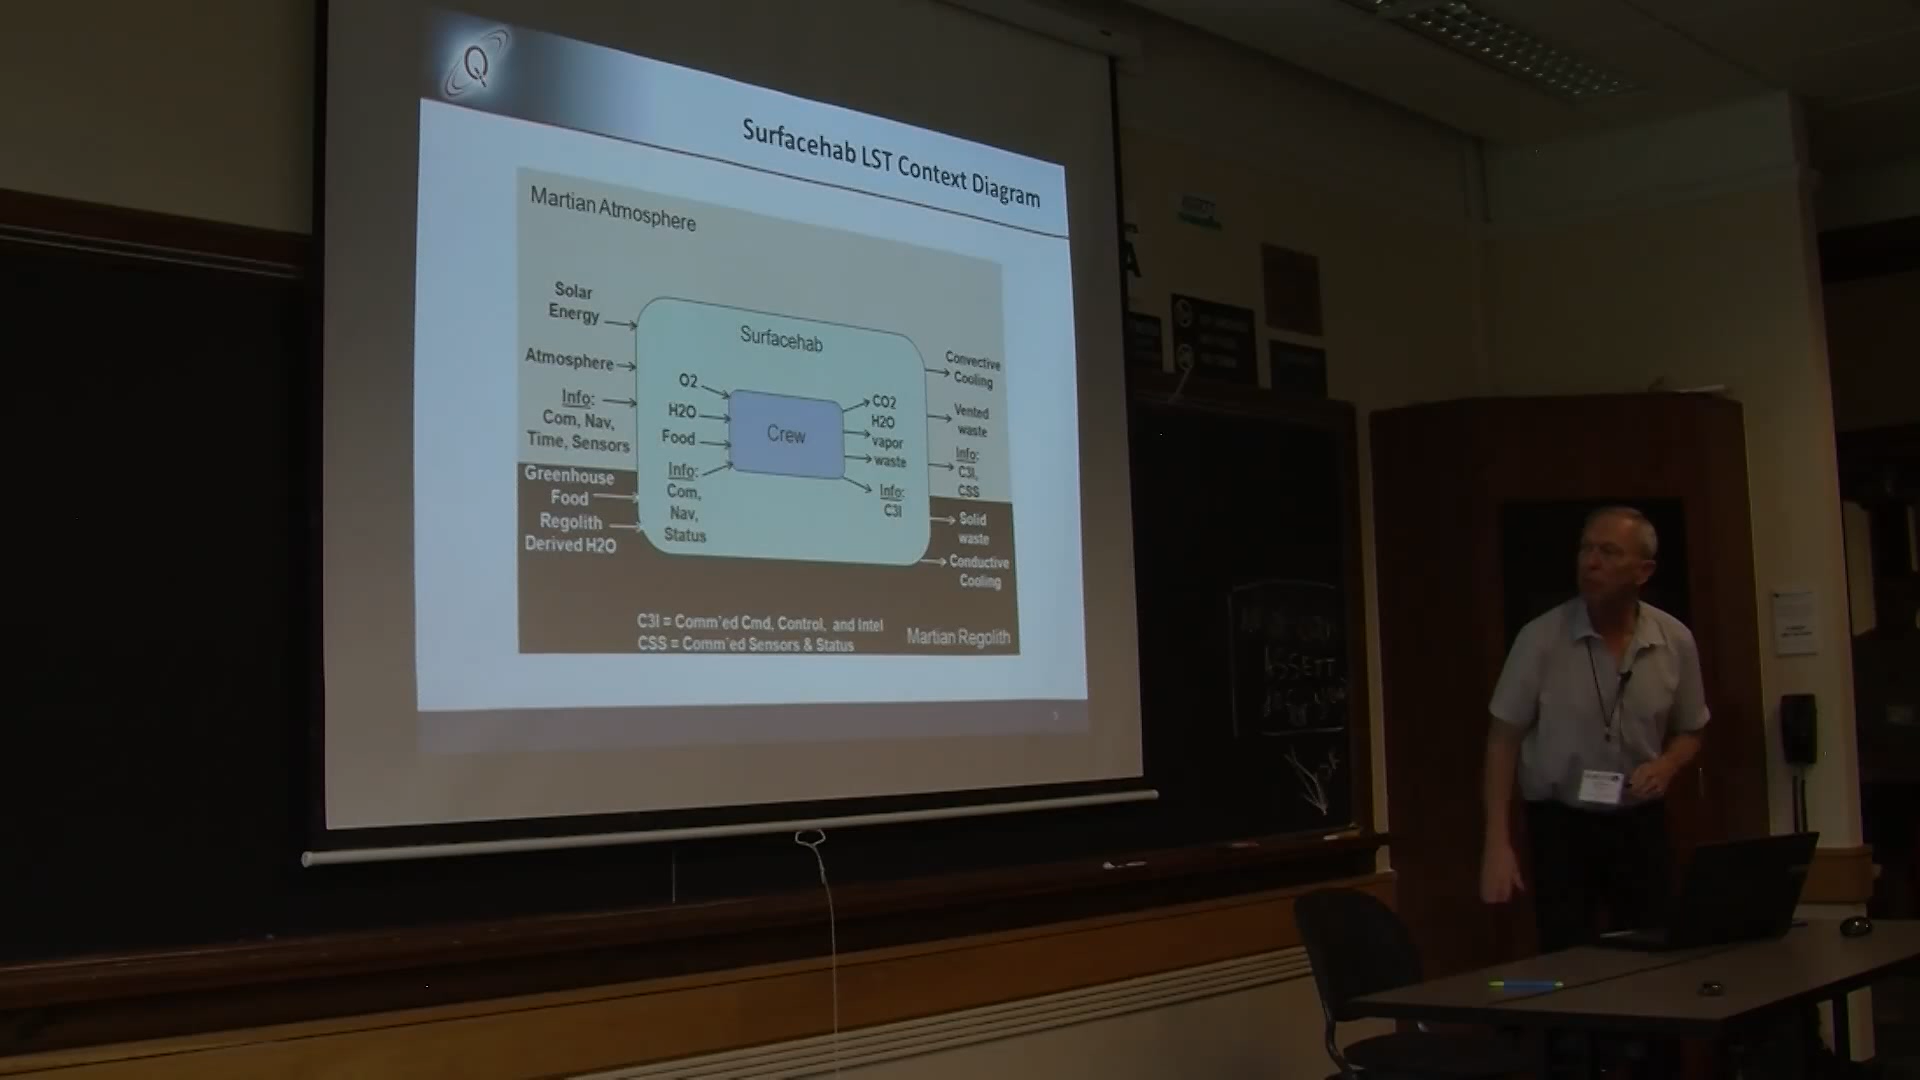 Q
Surfacehab LST Context Diagram
Martian Atmosphere
Solar
Energy
Atmosphere
Info:
Com, Nav,
Time, Sensors
Greenhouse
Food
Regolith
Derived H2O
Surfacehab
O2
H2O
Food
Info:
Com,
Nav,
Status
Crew
CO2
H2O
vapor
waste
Info:
C3I
Convective
Cooling
Vented
waste
Info:
C3I,
CSS
Solid
waste
Conductive
Cooling
C3I = Comm'ed Cmd, Control, and Intel
CSS = Comm'ed Sensors & Status
Martian Regolith
ASSETT